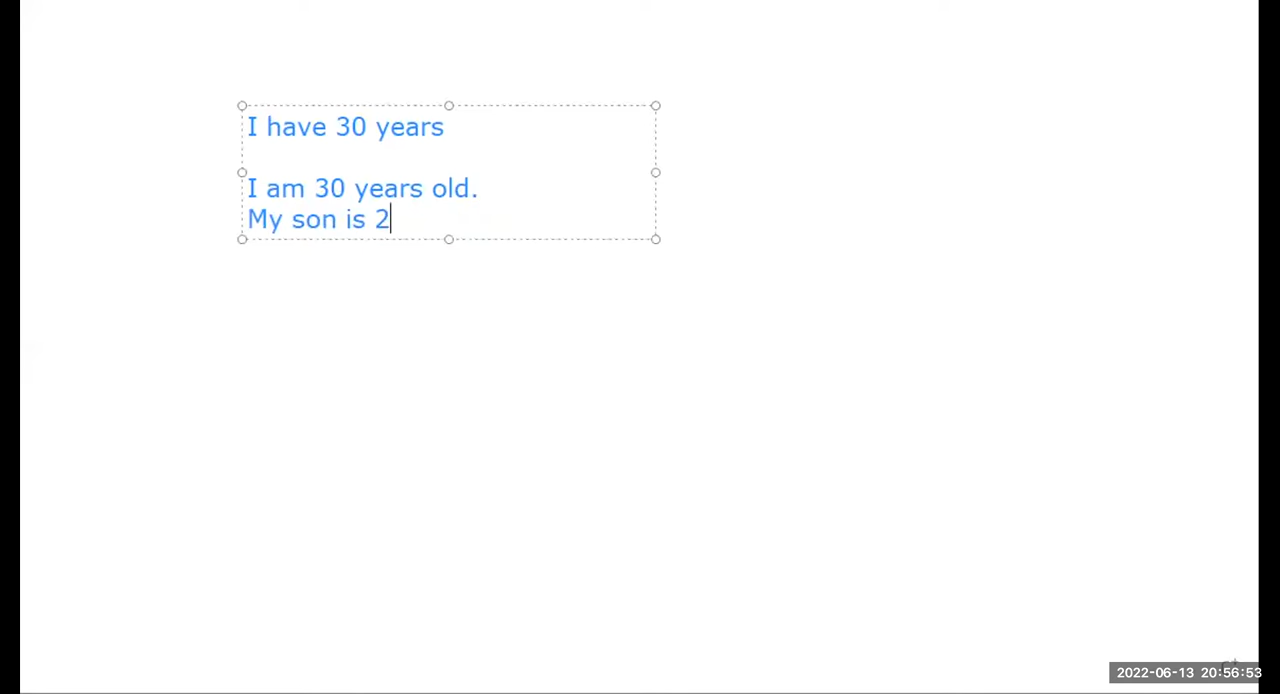 I have 30 years
I am 30 years old.
My son is 2
2022-06-13 20:56:53